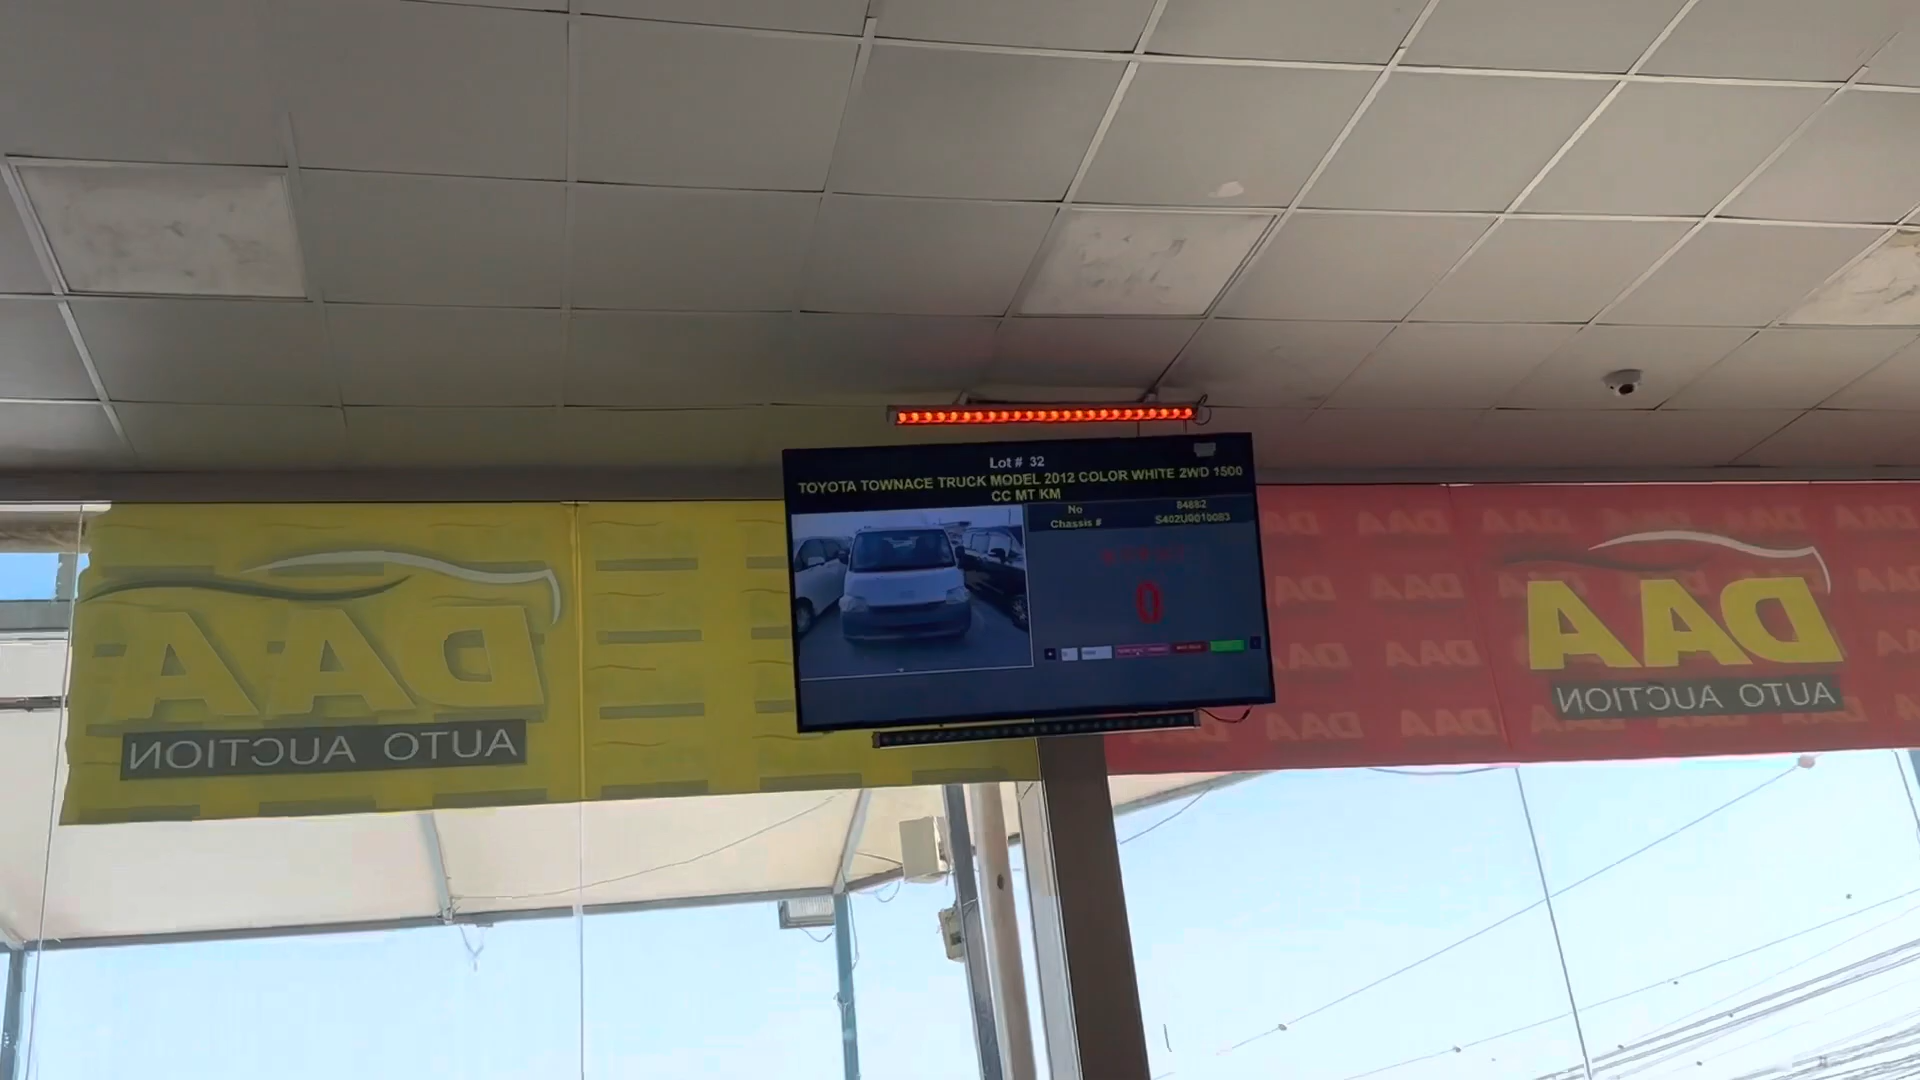 Lot # 32
TOYOTA TOWNACE TRUCK MODEL 2012 COLOR WHITE 2WD 1500
CC MT KM
No 84882
Chassis # S402U0010083
0
DAA
AUTO AUCTION
DAA
AUTO AUCTION